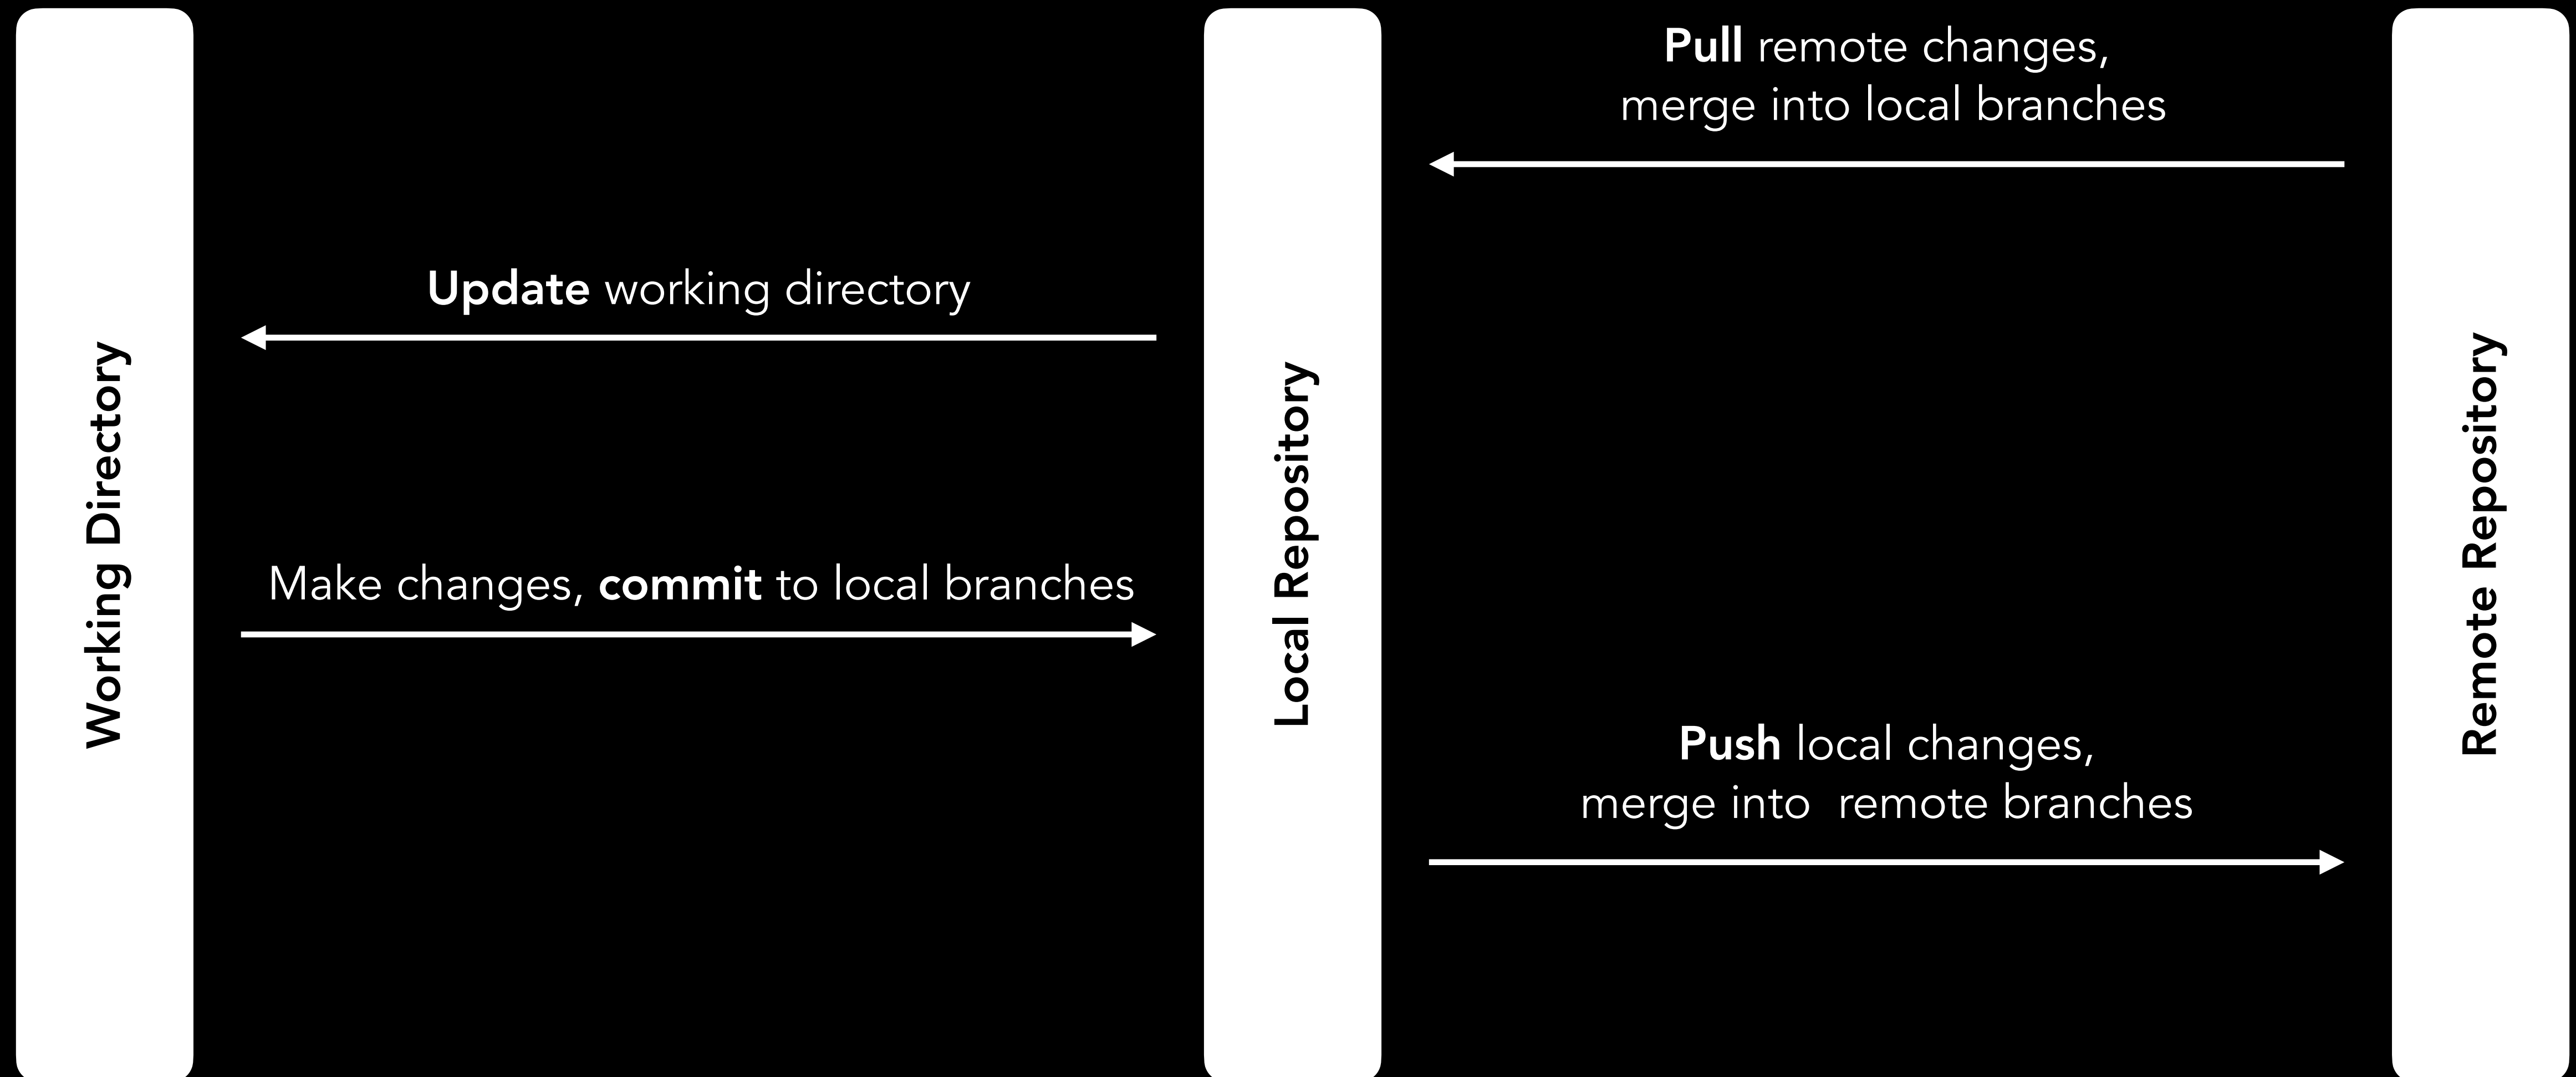 Working Directory
Update working directory
Make changes, commit to local branches
Local Repository
Pull remote changes,
merge into local branches
Push local changes,
merge into  remote branches
Remote Repository